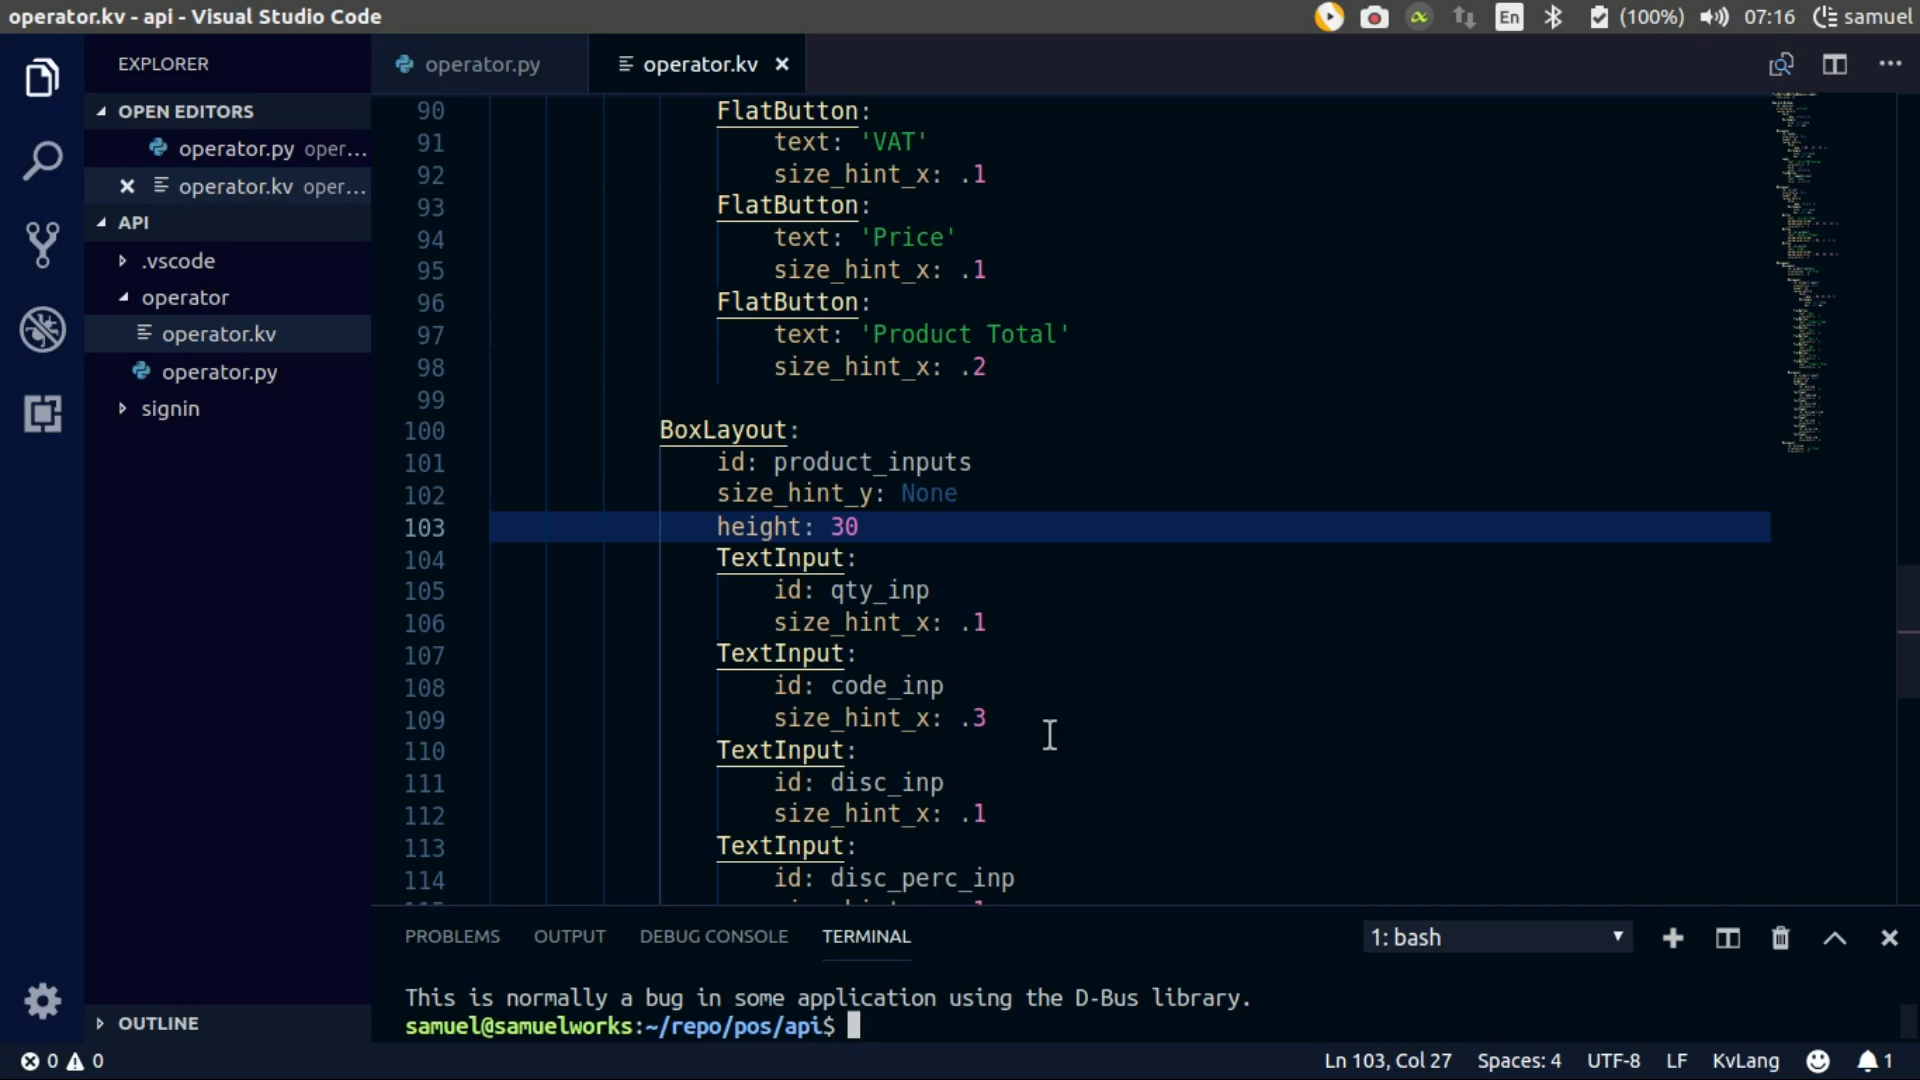 operator.kv - api - Visual Studio Code
En (100%) 07:16 samuel
EXPLORER
operator.py
operator.kv
OPEN EDITORS
operator.py oper...
operator.kv oper...
API
.vscode
operator
operator.kv
operator.py
signin
OUTLINE
90 FlatButton:
91 text: 'VAT'
92 size_hint_x: .1
93 FlatButton:
94 text: 'Price'
95 size_hint_x: .1
96 FlatButton:
97 text: 'Product Total'
98 size_hint_x: .2
99
100 BoxLayout:
101 id: product_inputs
102 size_hint_y: None
103 height: 30
104 TextInput:
105 id: qty_inp
106 size_hint_x: .1
107 TextInput:
108 id: code_inp
109 size_hint_x: .3
110 TextInput:
111 id: disc_inp
112 size_hint_x: .1
113 TextInput:
114 id: disc_perc_inp
PROBLEMS OUTPUT DEBUG CONSOLE TERMINAL 1: bash
This is normally a bug in some application using the D-Bus library.
samuel@samuelworks:~/repo/pos/api$
0 0 Ln 103, Col 27 Spaces: 4 UTF-8 LF KvLang 1